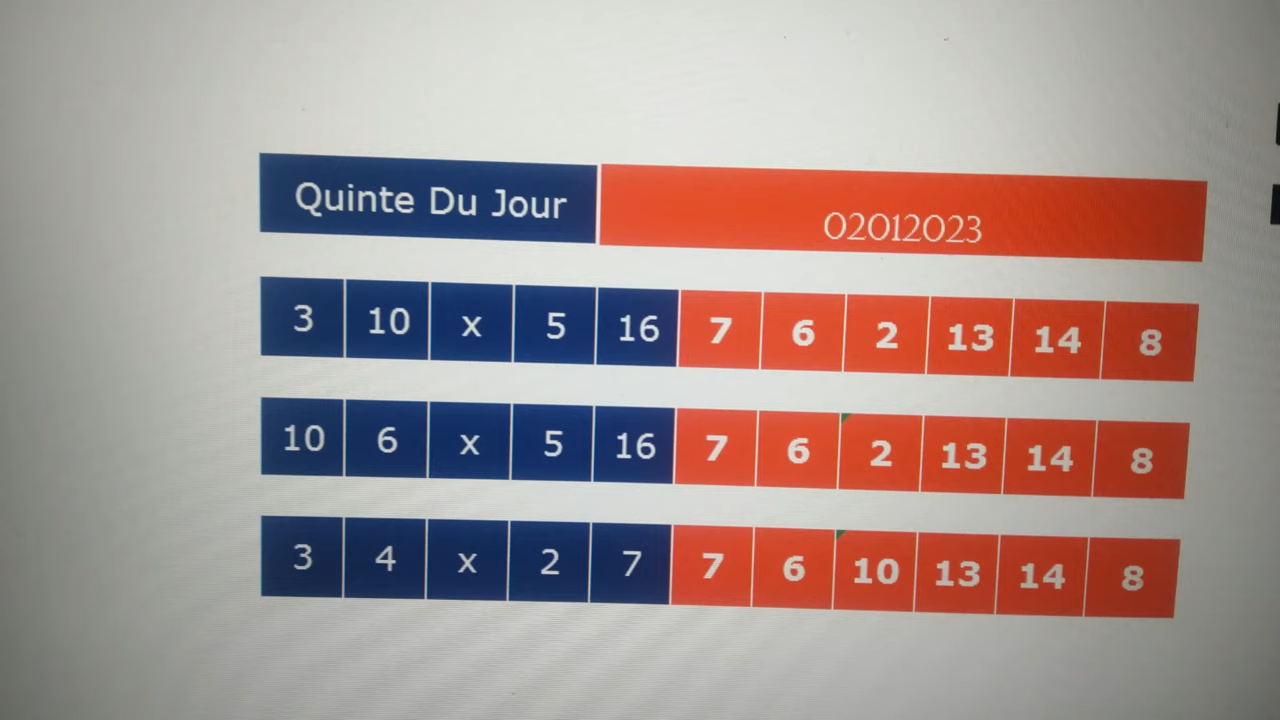 Quinte Du Jour 02012023
3 10 x 5 16 7 6 2 13 14 8
10 6 x 5 16 7 6 2 13 14 8
3 4 x 2 7 7 6 10 13 14 8